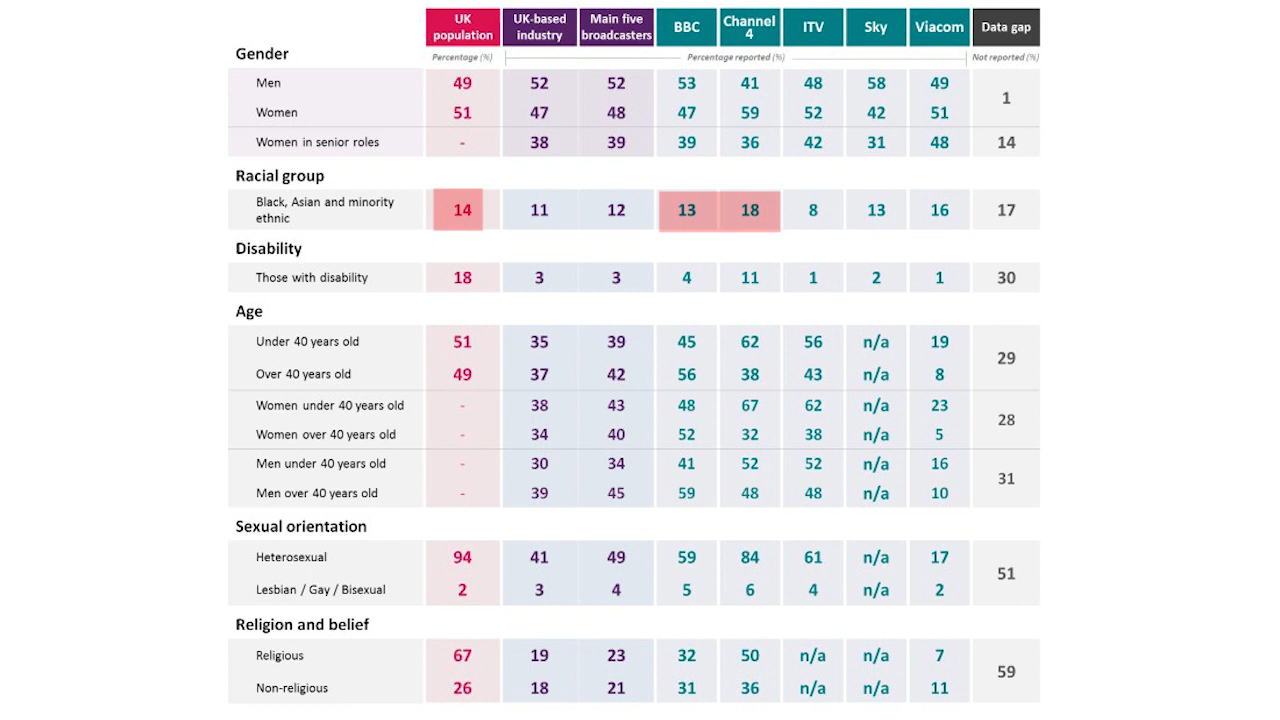 UK population UK-based industry Main five broadcasters BBC Channel 4 ITV Sky Viacom Data gap
Gender Percentage (%) Percentage reported (%) Not reported (%)
Men 49 52 52 53 41 48 58 49 1
Women 51 47 48 47 59 52 42 51
Women in senior roles - 38 39 39 36 42 31 48 14
Racial group
Black, Asian and minority ethnic 14 11 12 13 18 8 13 16 17
Disability
Those with disability 18 3 3 4 11 1 2 1 30
Age
Under 40 years old 51 35 39 45 62 56 n/a 19 29
Over 40 years old 49 37 42 56 38 43 n/a 8
Women under 40 years old - 38 43 48 67 62 n/a 23 28
Women over 40 years old - 34 40 52 32 38 n/a 5
Men under 40 years old - 30 34 41 52 52 n/a 16 31
Men over 40 years old - 39 45 59 48 48 n/a 10
Sexual orientation
Heterosexual 94 41 49 59 84 61 n/a 17 51
Lesbian / Gay / Bisexual 2 3 4 5 6 4 n/a 2
Religion and belief
Religious 67 19 23 32 50 n/a n/a 7 59
Non-religious 26 18 21 31 36 n/a n/a 11